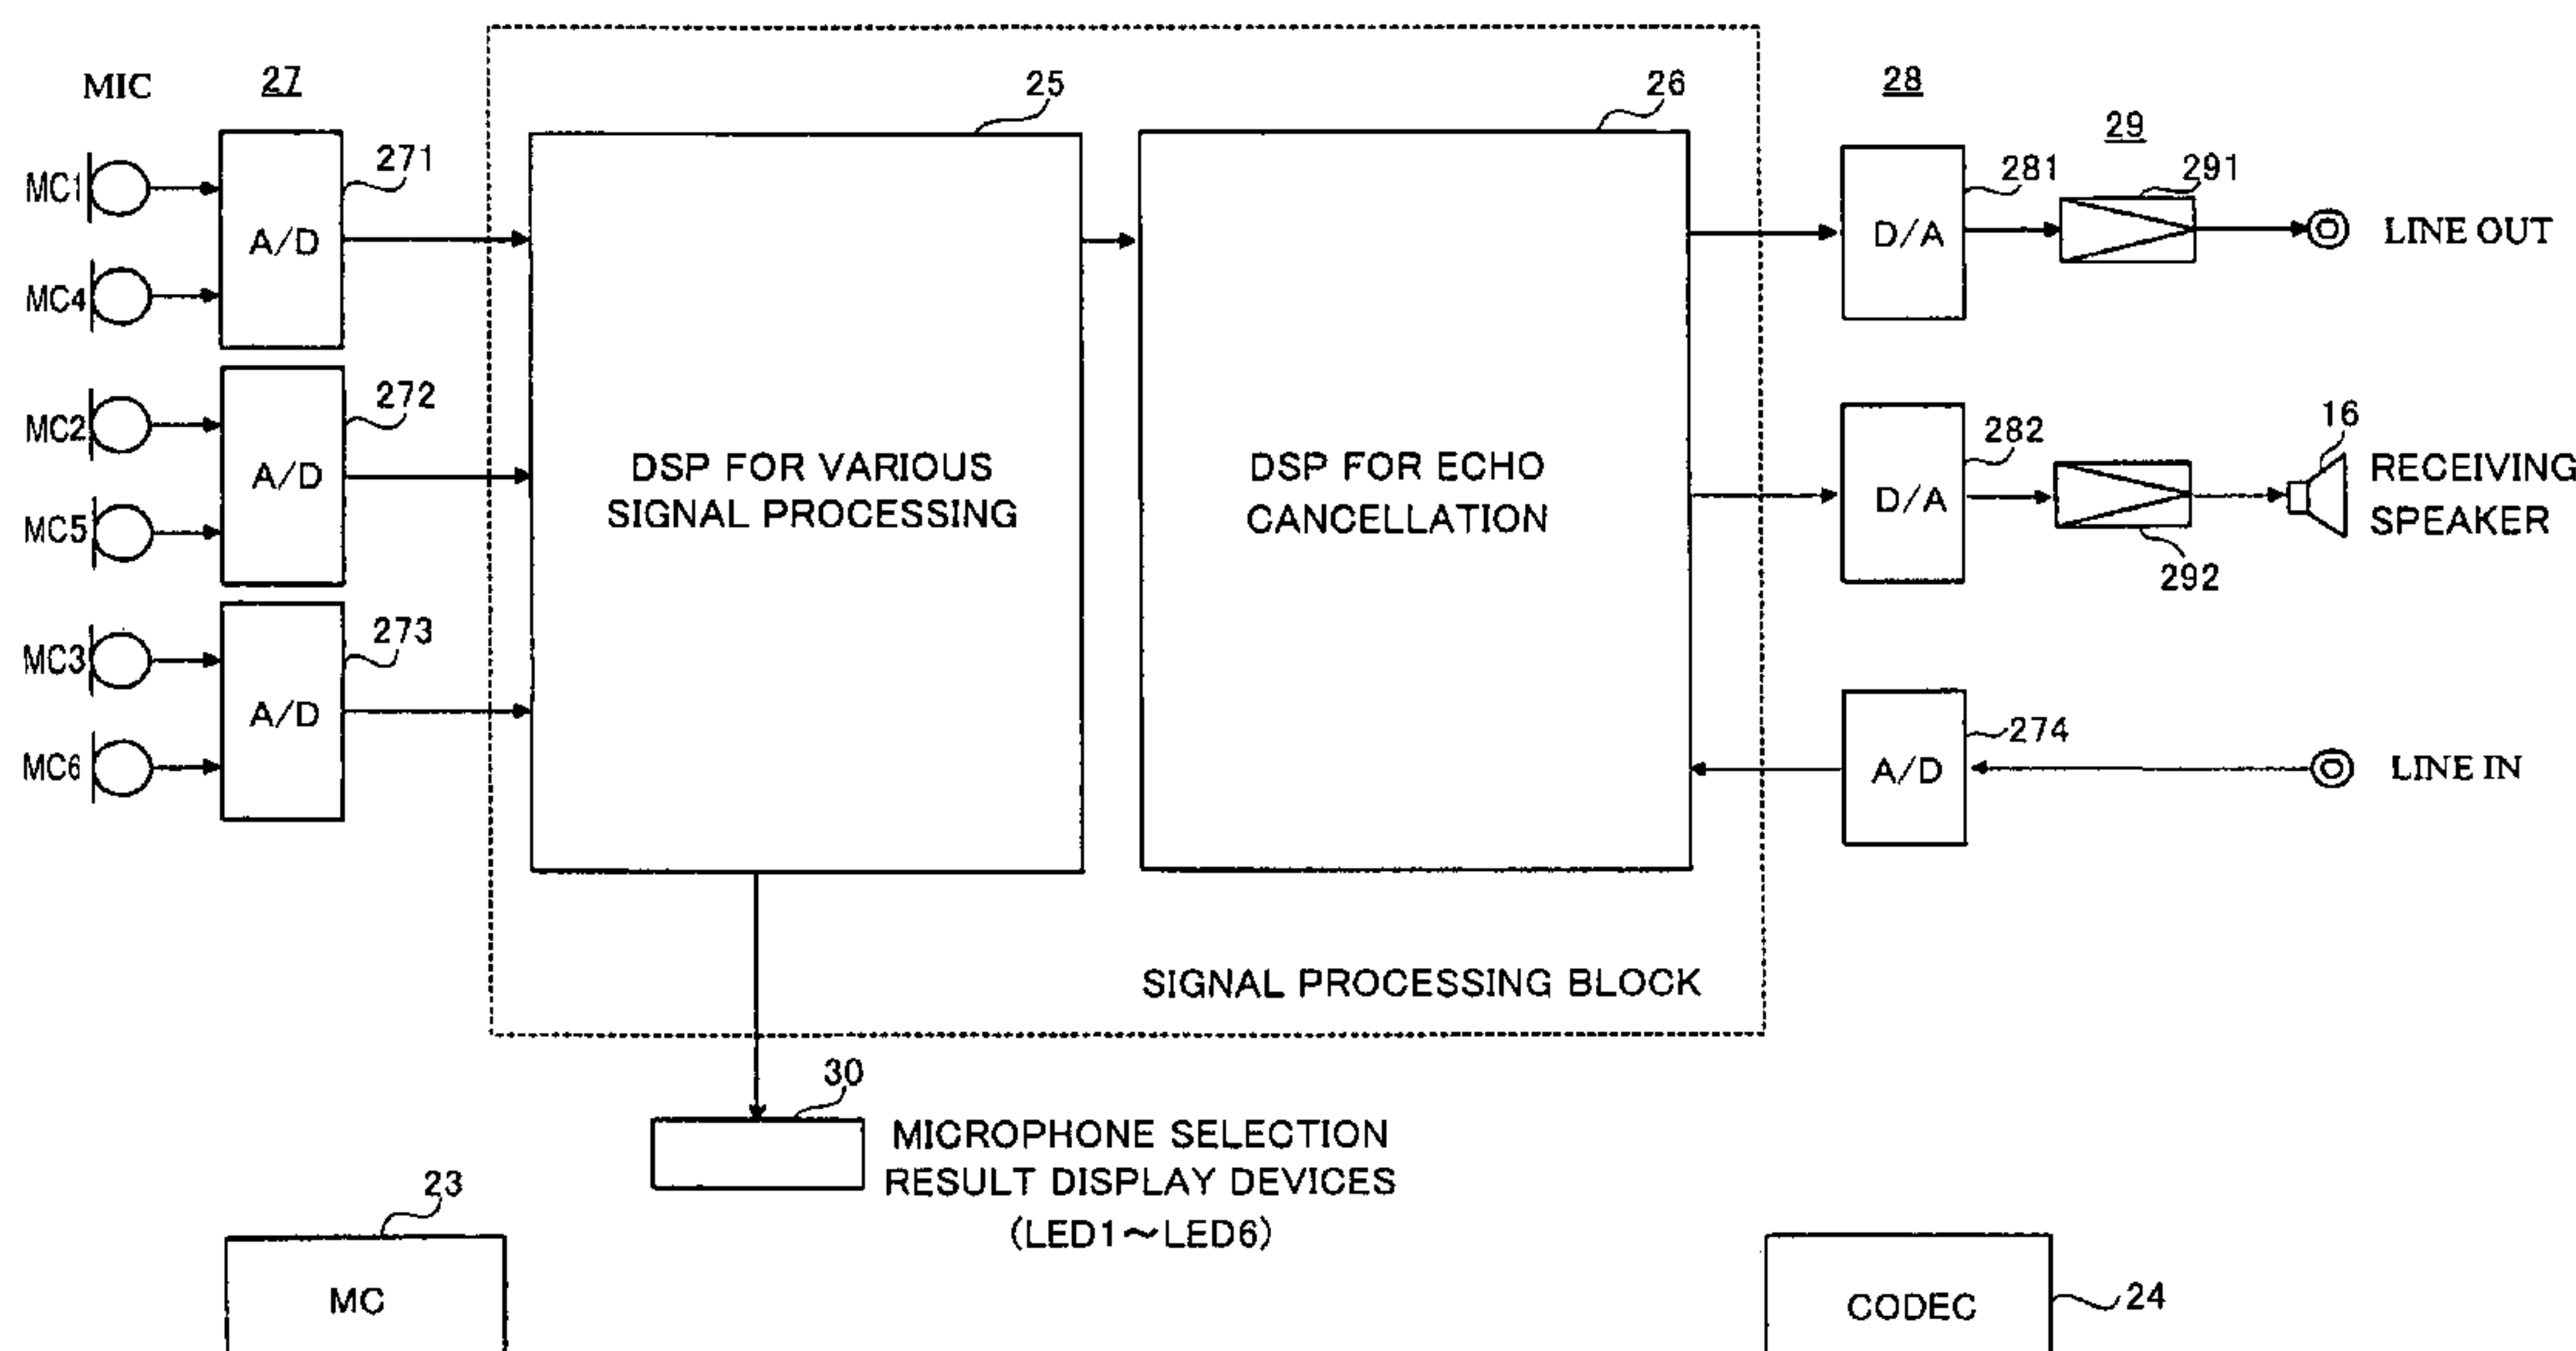 MIC
27
25
26
28
29
MC1
MC4
A/D
271
MC2
MC5
A/D
272
MC3
MC6
A/D
273
DSP FOR VARIOUS
SIGNAL PROCESSING
DSP FOR ECHO
CANCELLATION
D/A
281
291
LINE OUT
D/A
282
292
16
RECEIVING
SPEAKER
A/D
274
LINE IN
SIGNAL PROCESSING BLOCK
30
MICROPHONE SELECTION
RESULT DISPLAY DEVICES
(LED1～LED6)
23
MC
CODEC
24